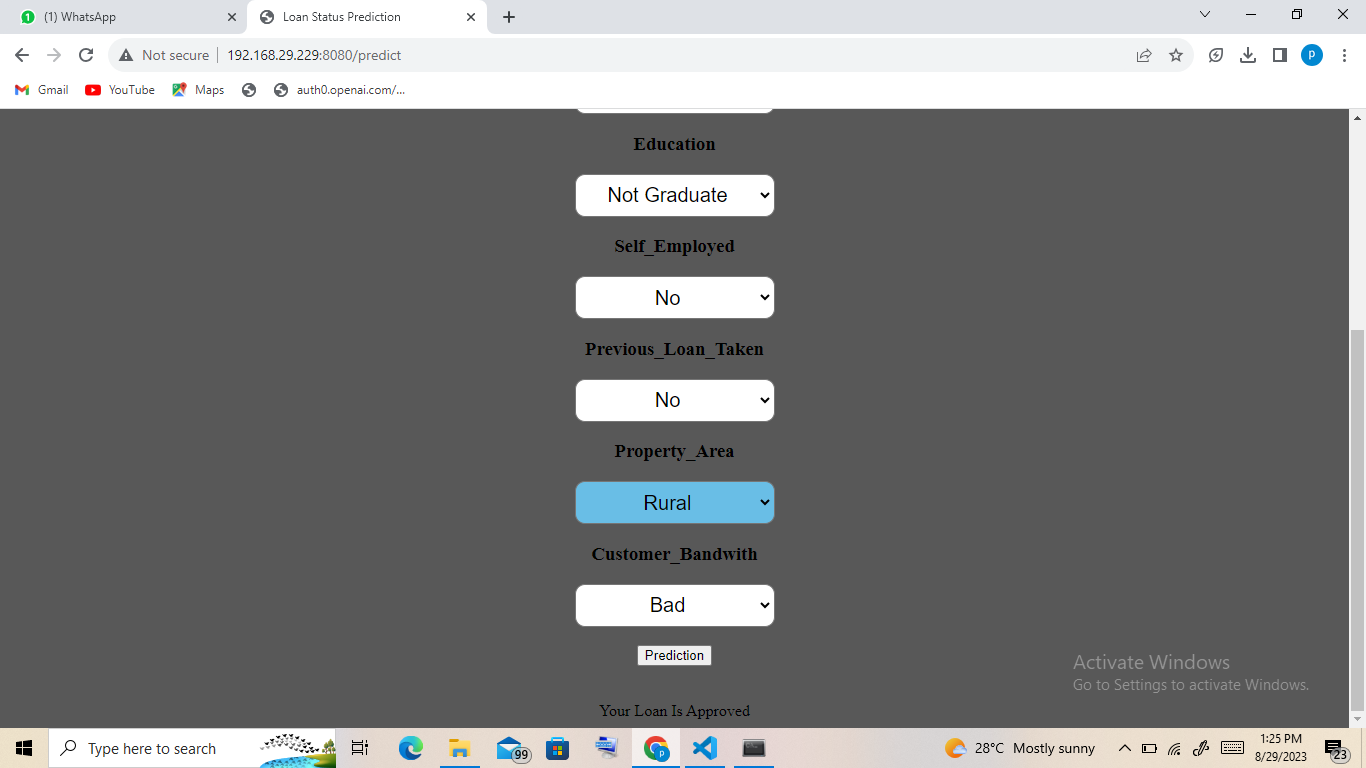 (1) WhatsApp
Loan Status Prediction
Not secure
192.168.29.229:8080/predict
P
Gmail
YouTube
Maps
auth0.openai.com/...
Education
Not Graduate
Self_Employed
No
Previous_Loan_Taken
No
Property_Area
Rural
Customer_Bandwith
Bad
Prediction
Your Loan Is Approved
Activate Windows
Go to Settings to activate Windows.
Type here to search
99
28°C Mostly sunny
1:25 PM
8/29/2023
23